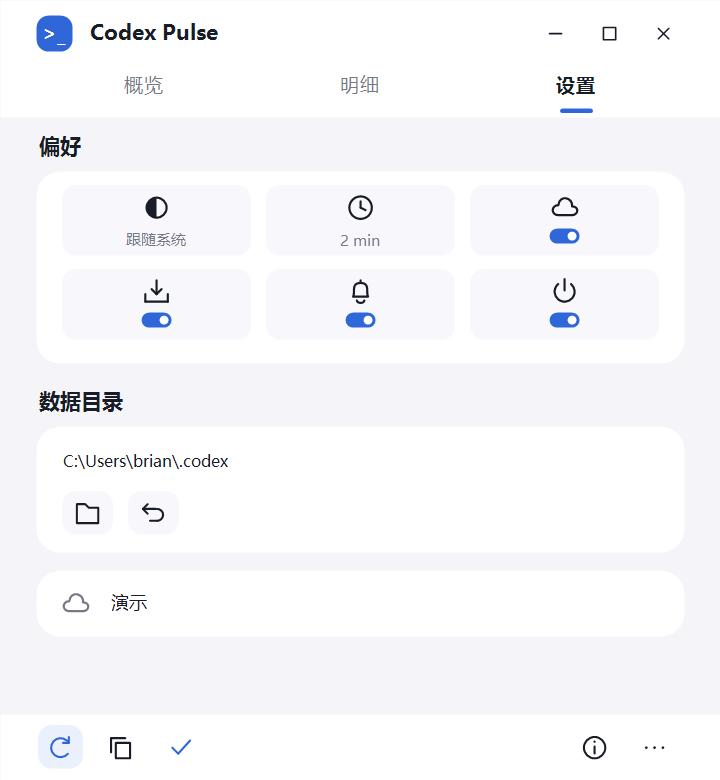 Codex Pulse
概览
明细
设置
偏好
跟随系统
2 min
数据目录
C:\Users\brian\.codex
演示